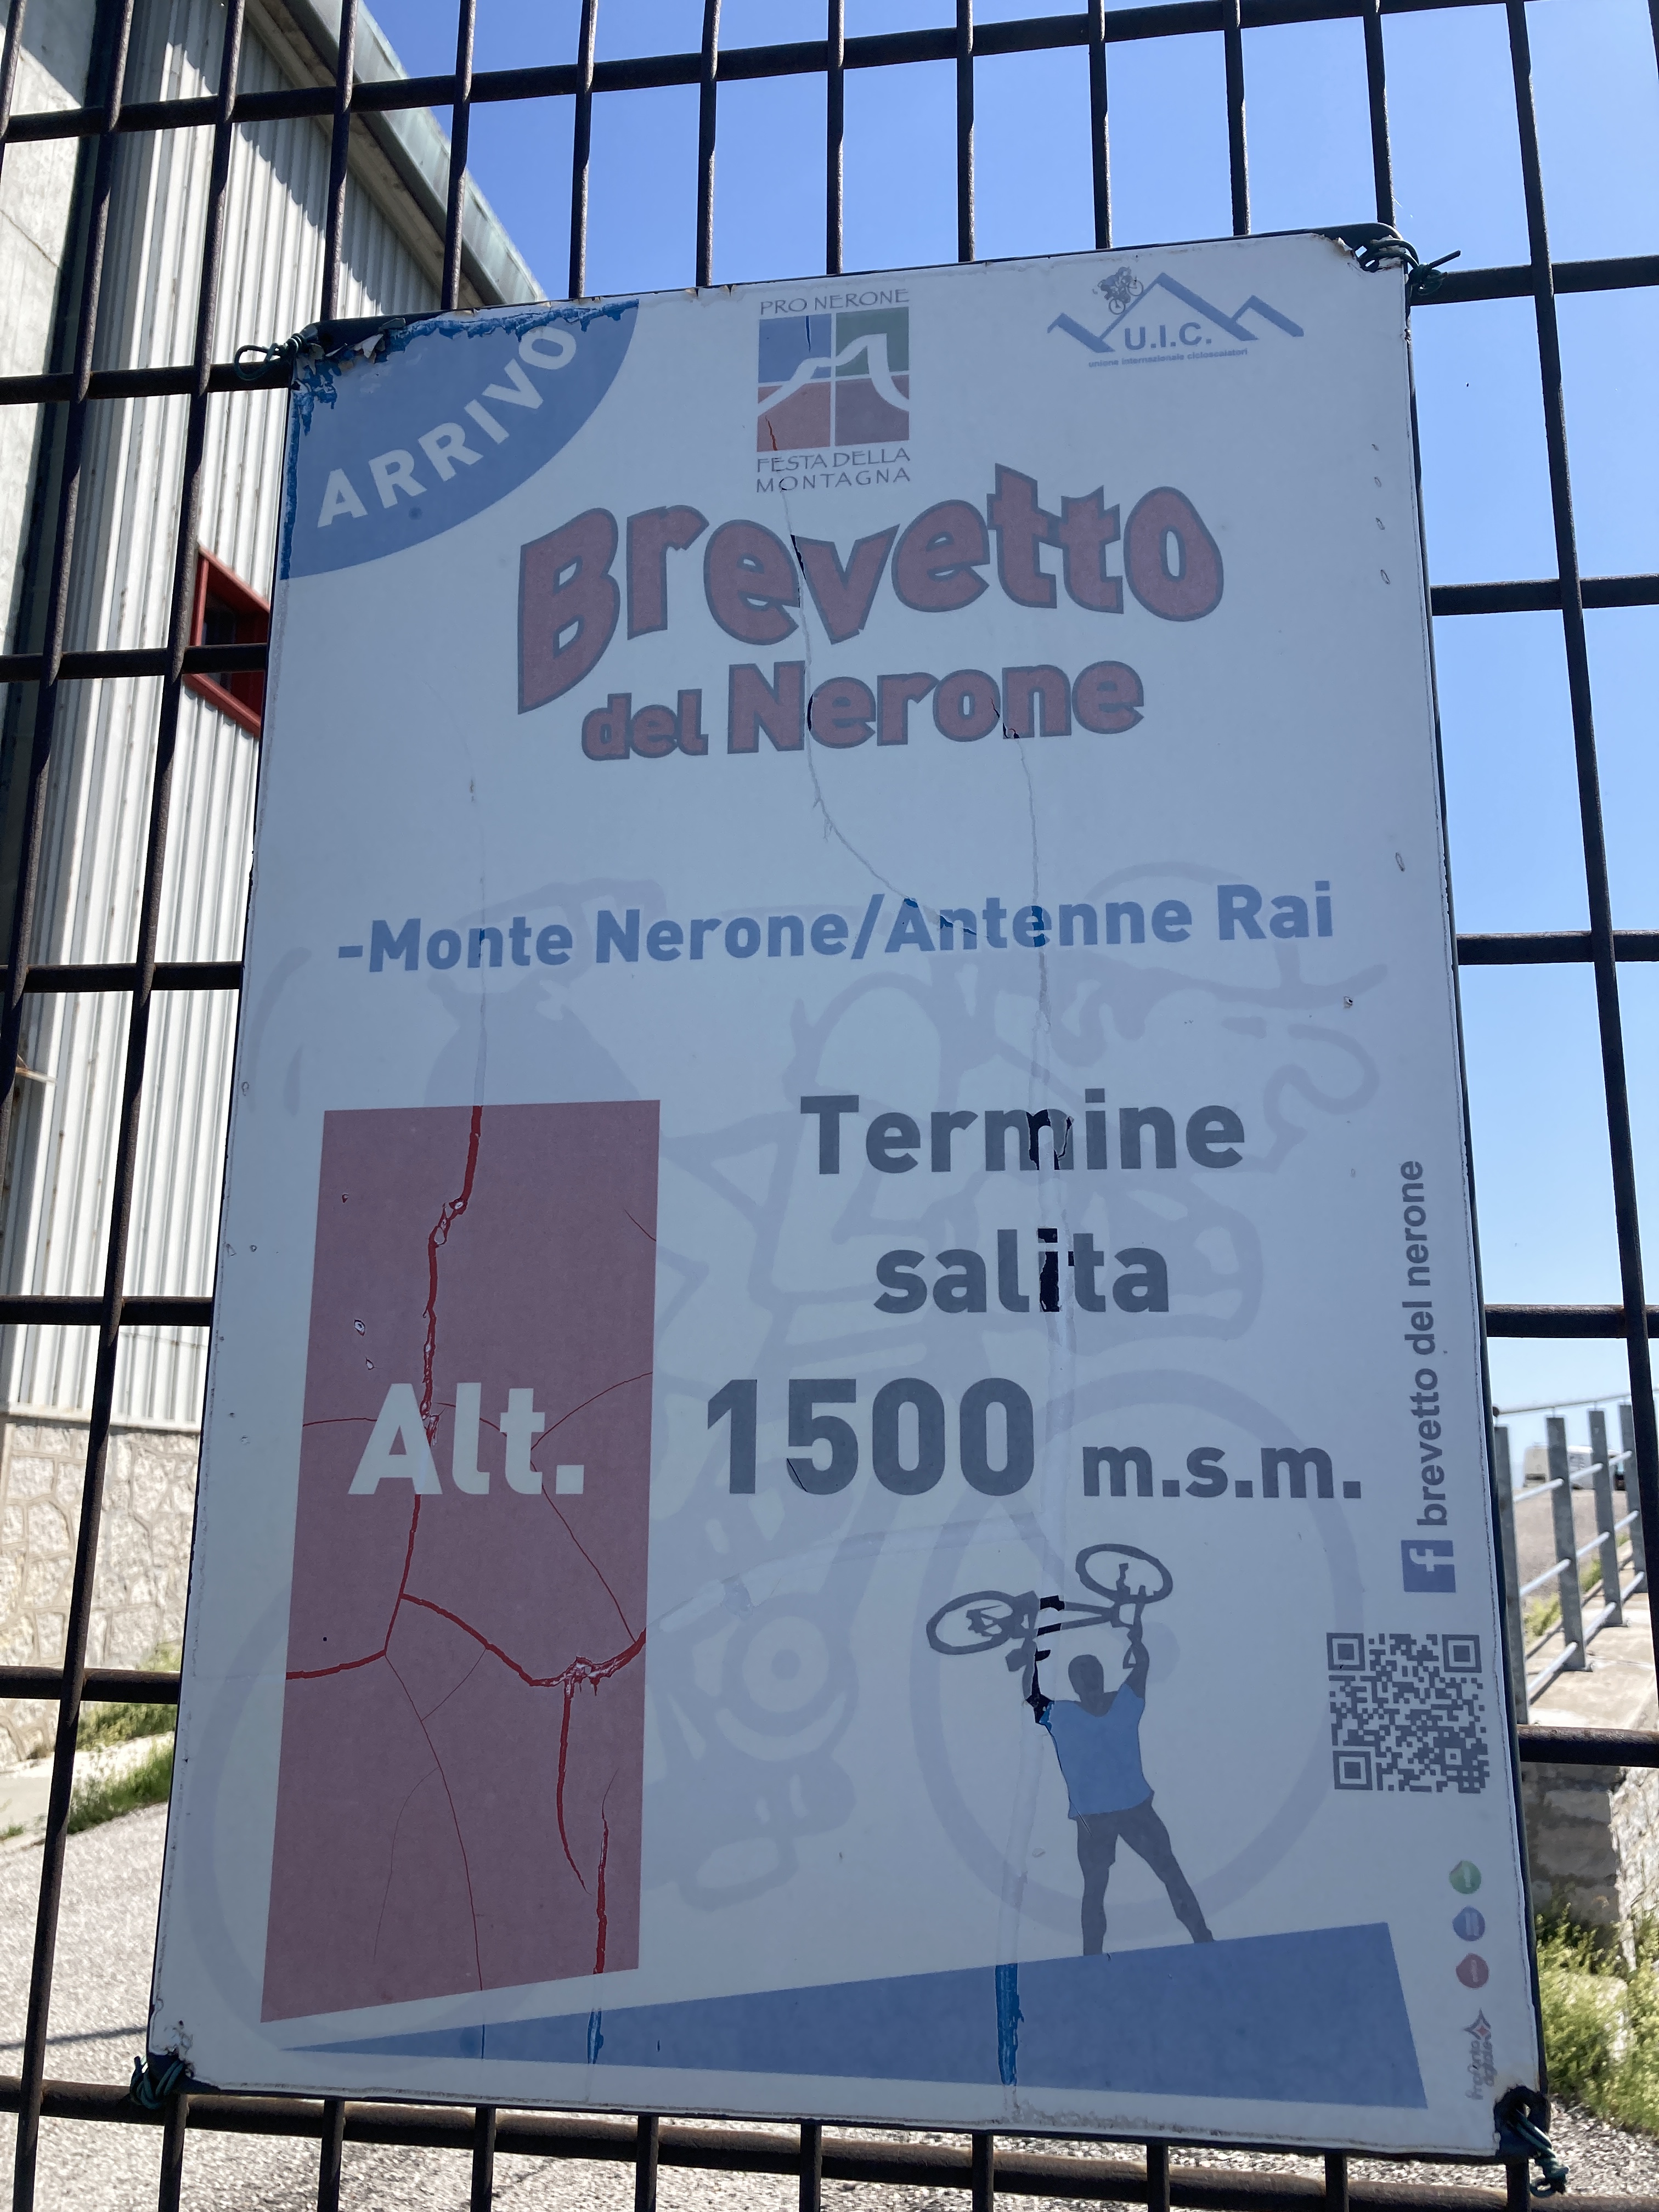 ARRIVO
PRO NERONE
FESTA DELLA
MONTAGNA
U.I.C.
unione internazionale cicloscalatori
Brevetto
del Nerone
-Monte Nerone/Antenne Rai
Termine
salita
Alt. 1500 m.s.m.
f brevetto del nerone